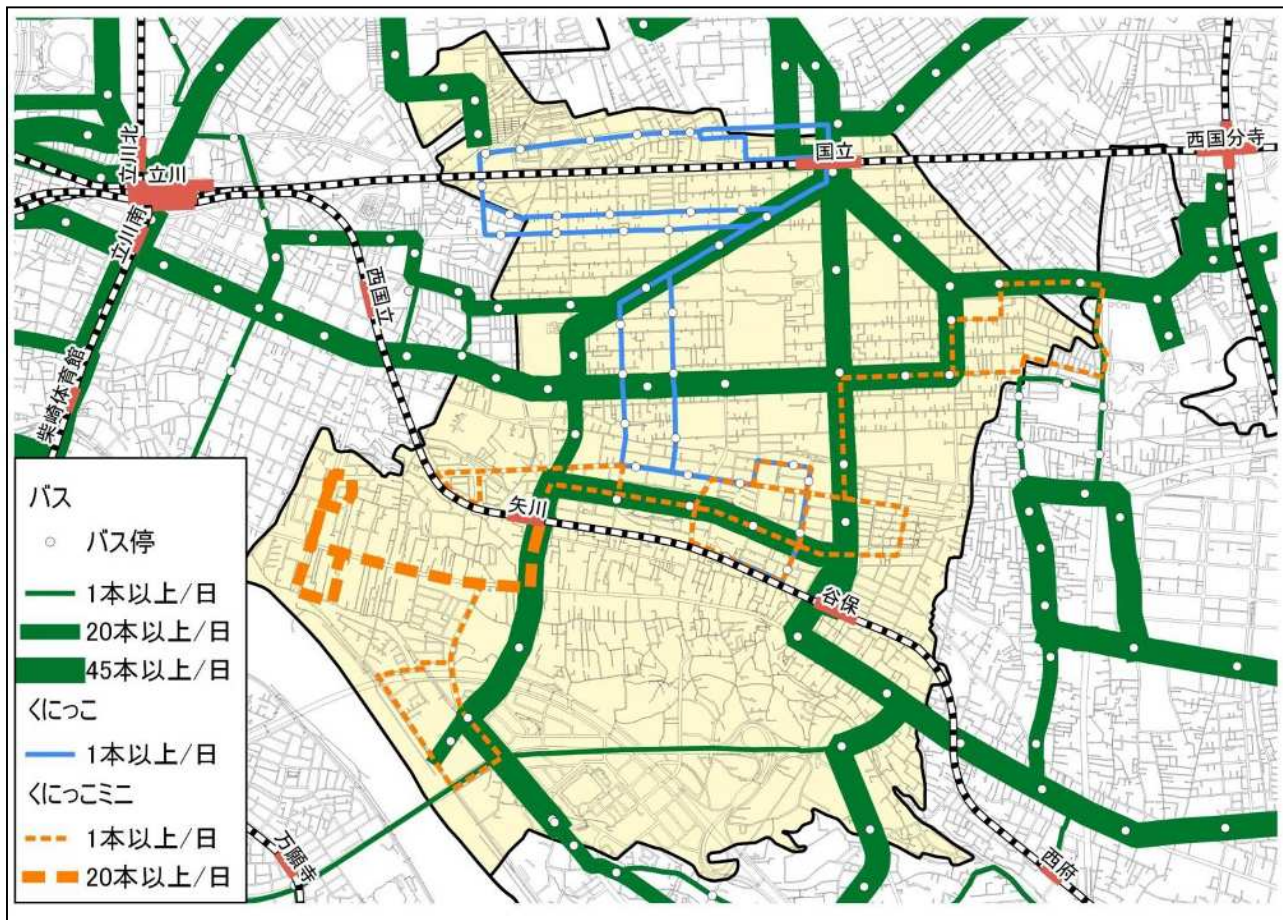 立川北
立川
立川南
西国立
柴崎体育館
国立
西国分寺
矢川
谷保
西府
万願寺
バス
バス停
1本以上/日
20本以上/日
45本以上/日
くにっこ
1本以上/日
くにっこミニ
1本以上/日
20本以上/日